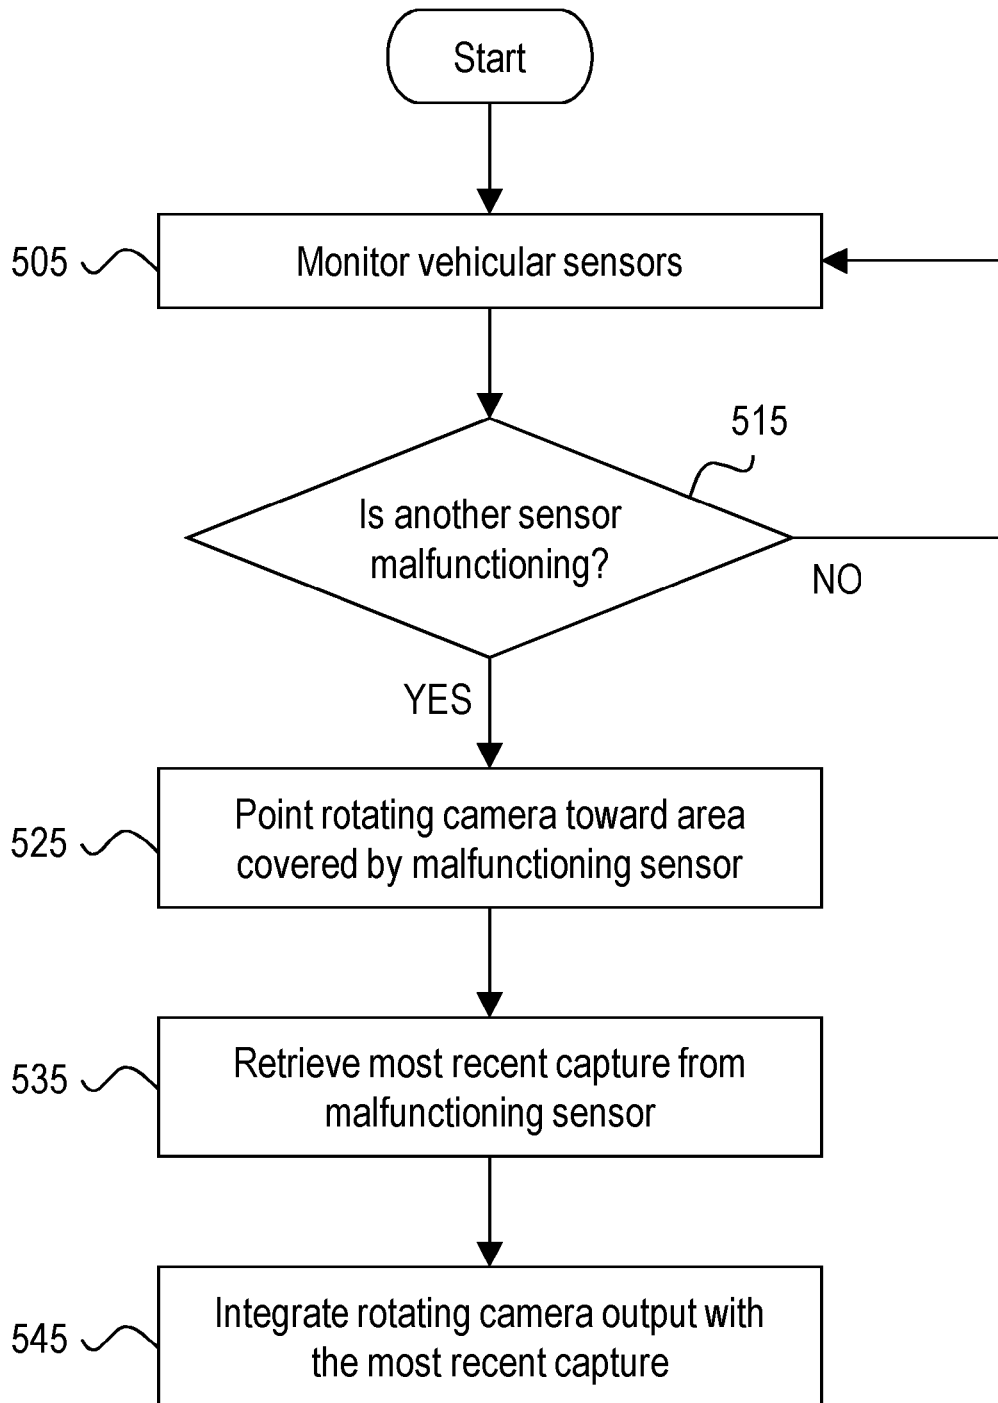 Start
505
Monitor vehicular sensors
515
Is another sensor
malfunctioning?
NO
YES
525
Point rotating camera toward area
covered by malfunctioning sensor
535
Retrieve most recent capture from
malfunctioning sensor
545
Integrate rotating camera output with
the most recent capture